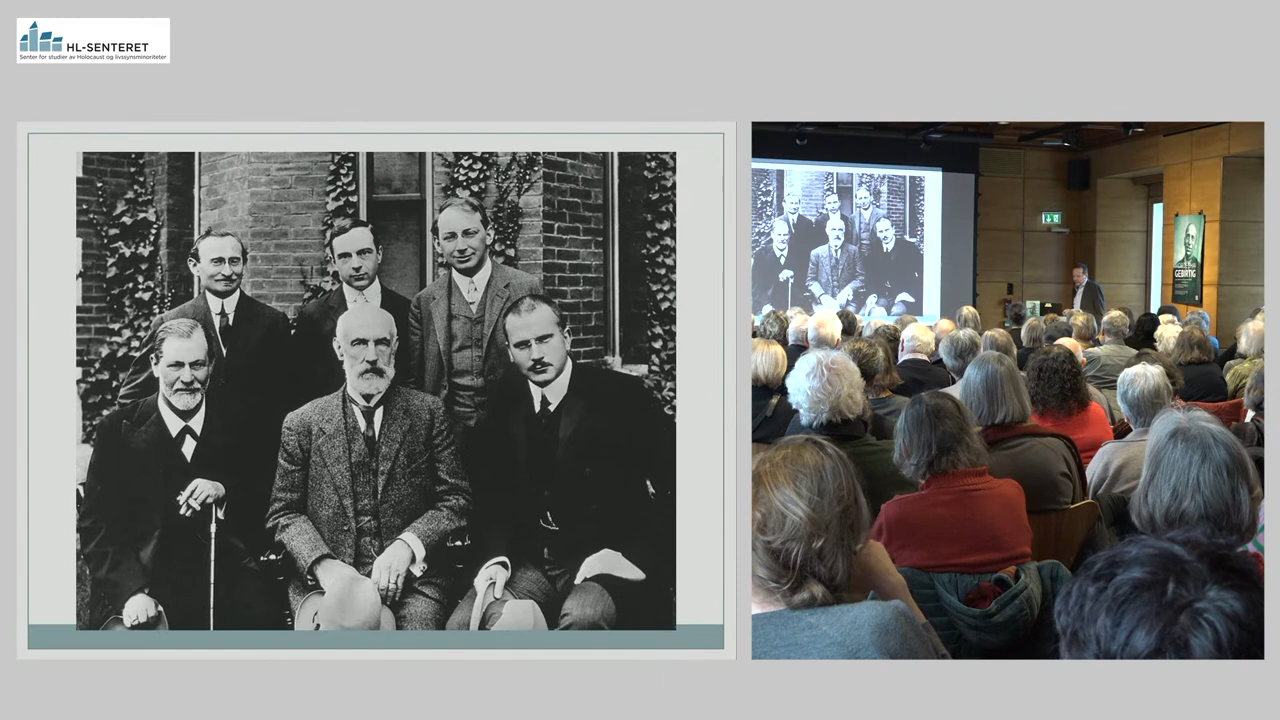 HL-SENTERET
Senter for studier av Holocaust og livssynsminoriteter
GEBIRTIG